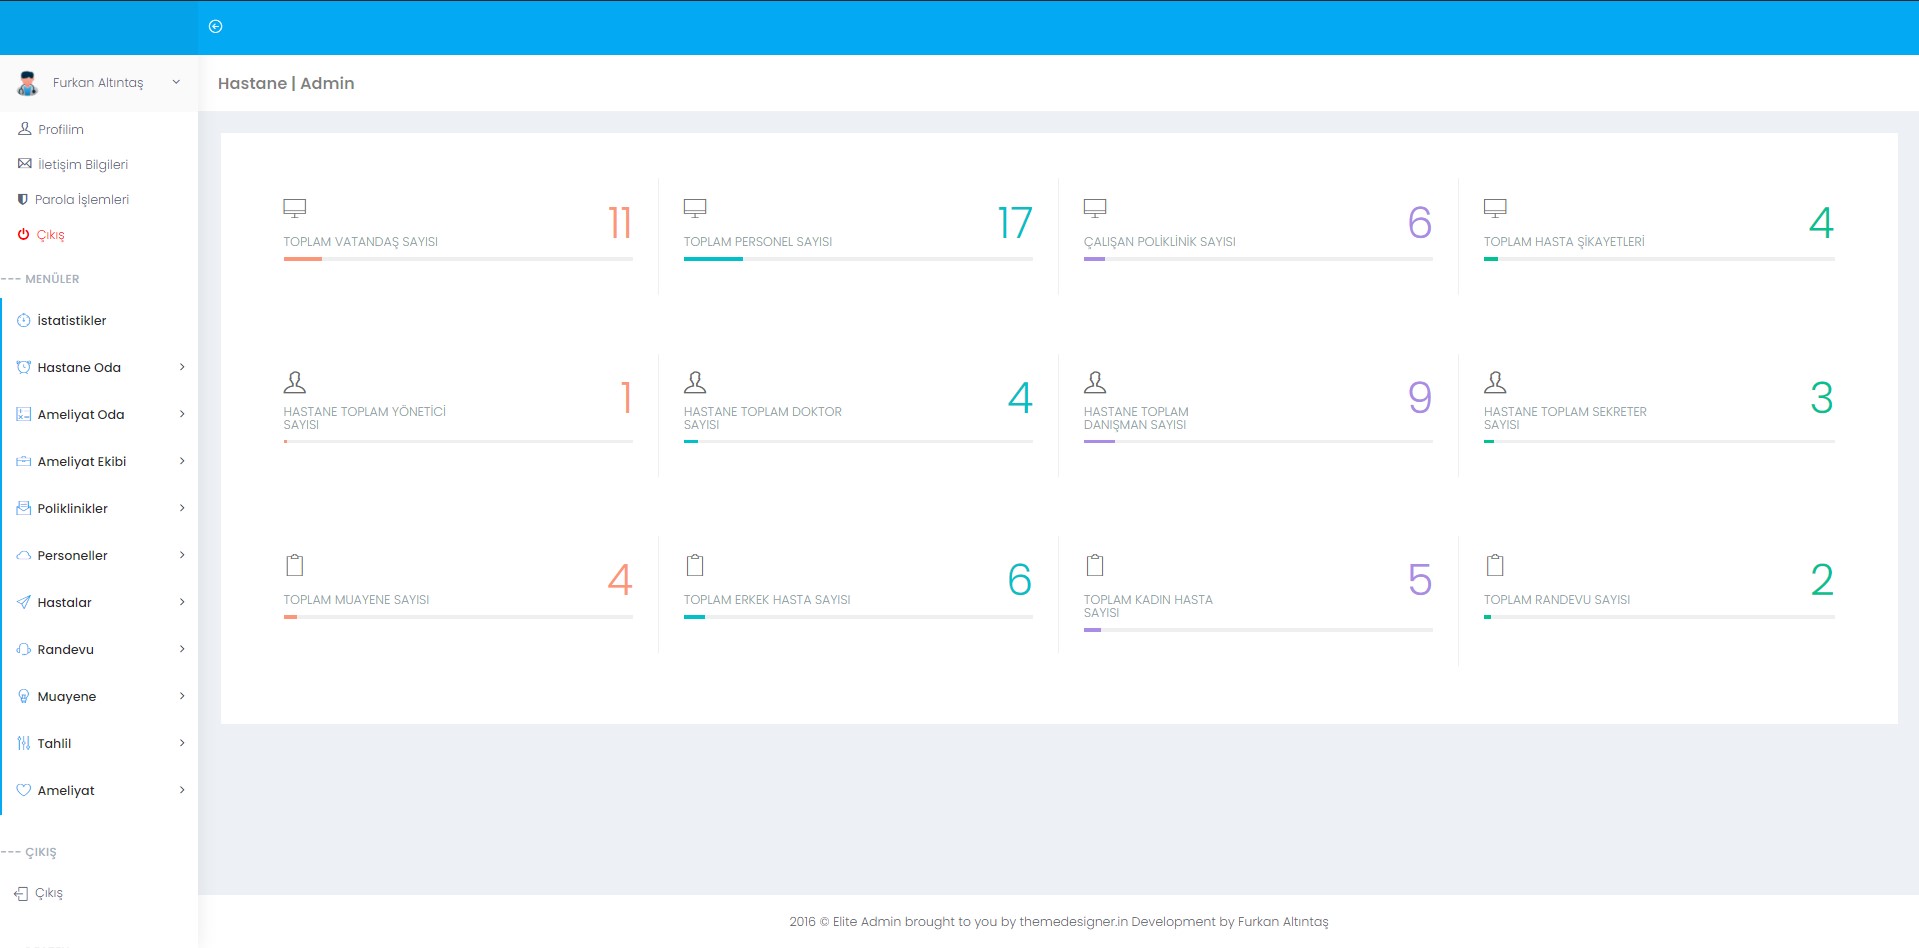 Furkan Altıntaş
Hastane | Admin
Profilim
İletişim Bilgileri
Parola İşlemleri
Çıkış
--- MENÜLER
İstatistikler
Hastane Oda
Ameliyat Oda
Ameliyat Ekibi
Poliklinikler
Personeller
Hastalar
Randevu
Muayene
Tahlil
Ameliyat
--- ÇIKIŞ
Çıkış
11
TOPLAM VATANDAŞ SAYISI
17
TOPLAM PERSONEL SAYISI
6
ÇALIŞAN POLİKLİNİK SAYISI
4
TOPLAM HASTA ŞİKAYETLERİ
1
HASTANE TOPLAM YÖNETİCİ
SAYISI
4
HASTANE TOPLAM DOKTOR
SAYISI
9
HASTANE TOPLAM
DANIŞMAN SAYISI
3
HASTANE TOPLAM SEKRETER
SAYISI
4
TOPLAM MUAYENE SAYISI
6
TOPLAM ERKEK HASTA SAYISI
5
TOPLAM KADIN HASTA
SAYISI
2
TOPLAM RANDEVU SAYISI
2016 © Elite Admin brought to you by themedesigner.in Development by Furkan Altıntaş